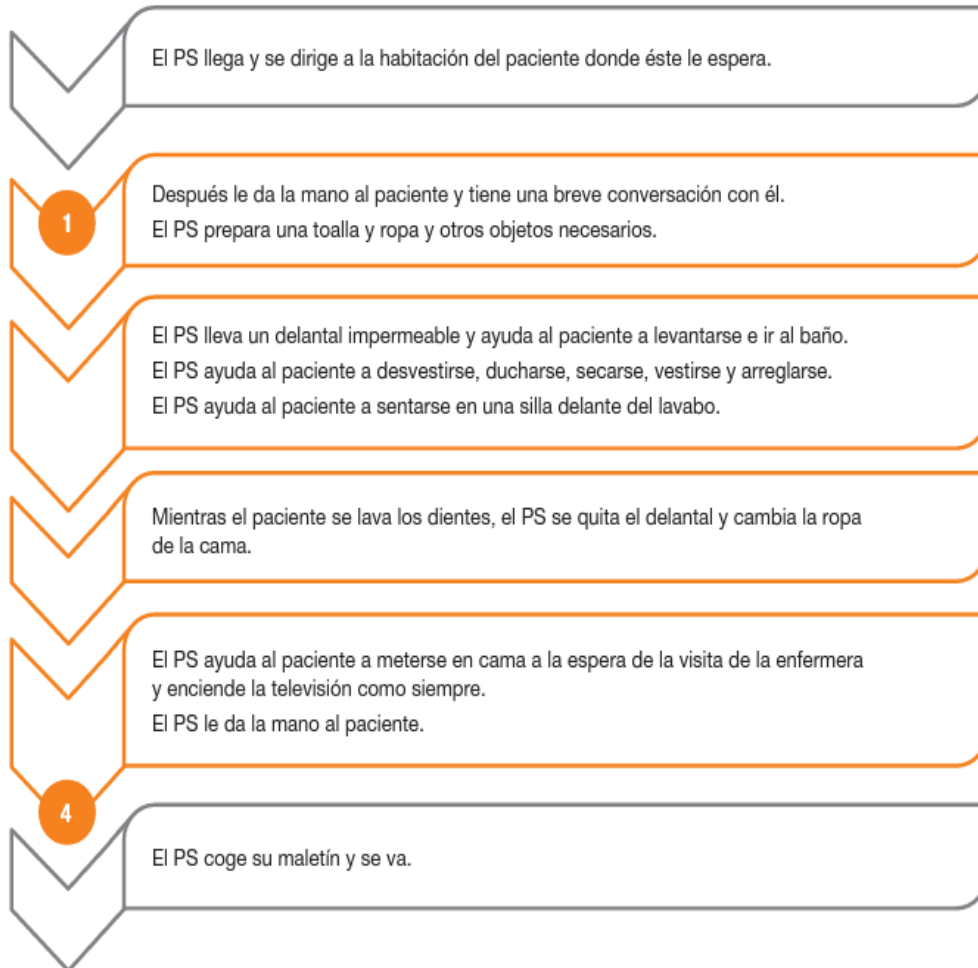 El PS llega y se dirige a la habitación del paciente donde éste le espera.
1
Después le da la mano al paciente y tiene una breve conversación con él.
El PS prepara una toalla y ropa y otros objetos necesarios.
El PS lleva un delantal impermeable y ayuda al paciente a levantarse e ir al baño.
El PS ayuda al paciente a desvestirse, ducharse, secarse, vestirse y arreglarse.
El PS ayuda al paciente a sentarse en una silla delante del lavabo.
Mientras el paciente se lava los dientes, el PS se quita el delantal y cambia la ropa
de la cama.
El PS ayuda al paciente a meterse en cama a la espera de la visita de la enfermera
y enciende la televisión como siempre.
El PS le da la mano al paciente.
4
El PS coge su maletín y se va.